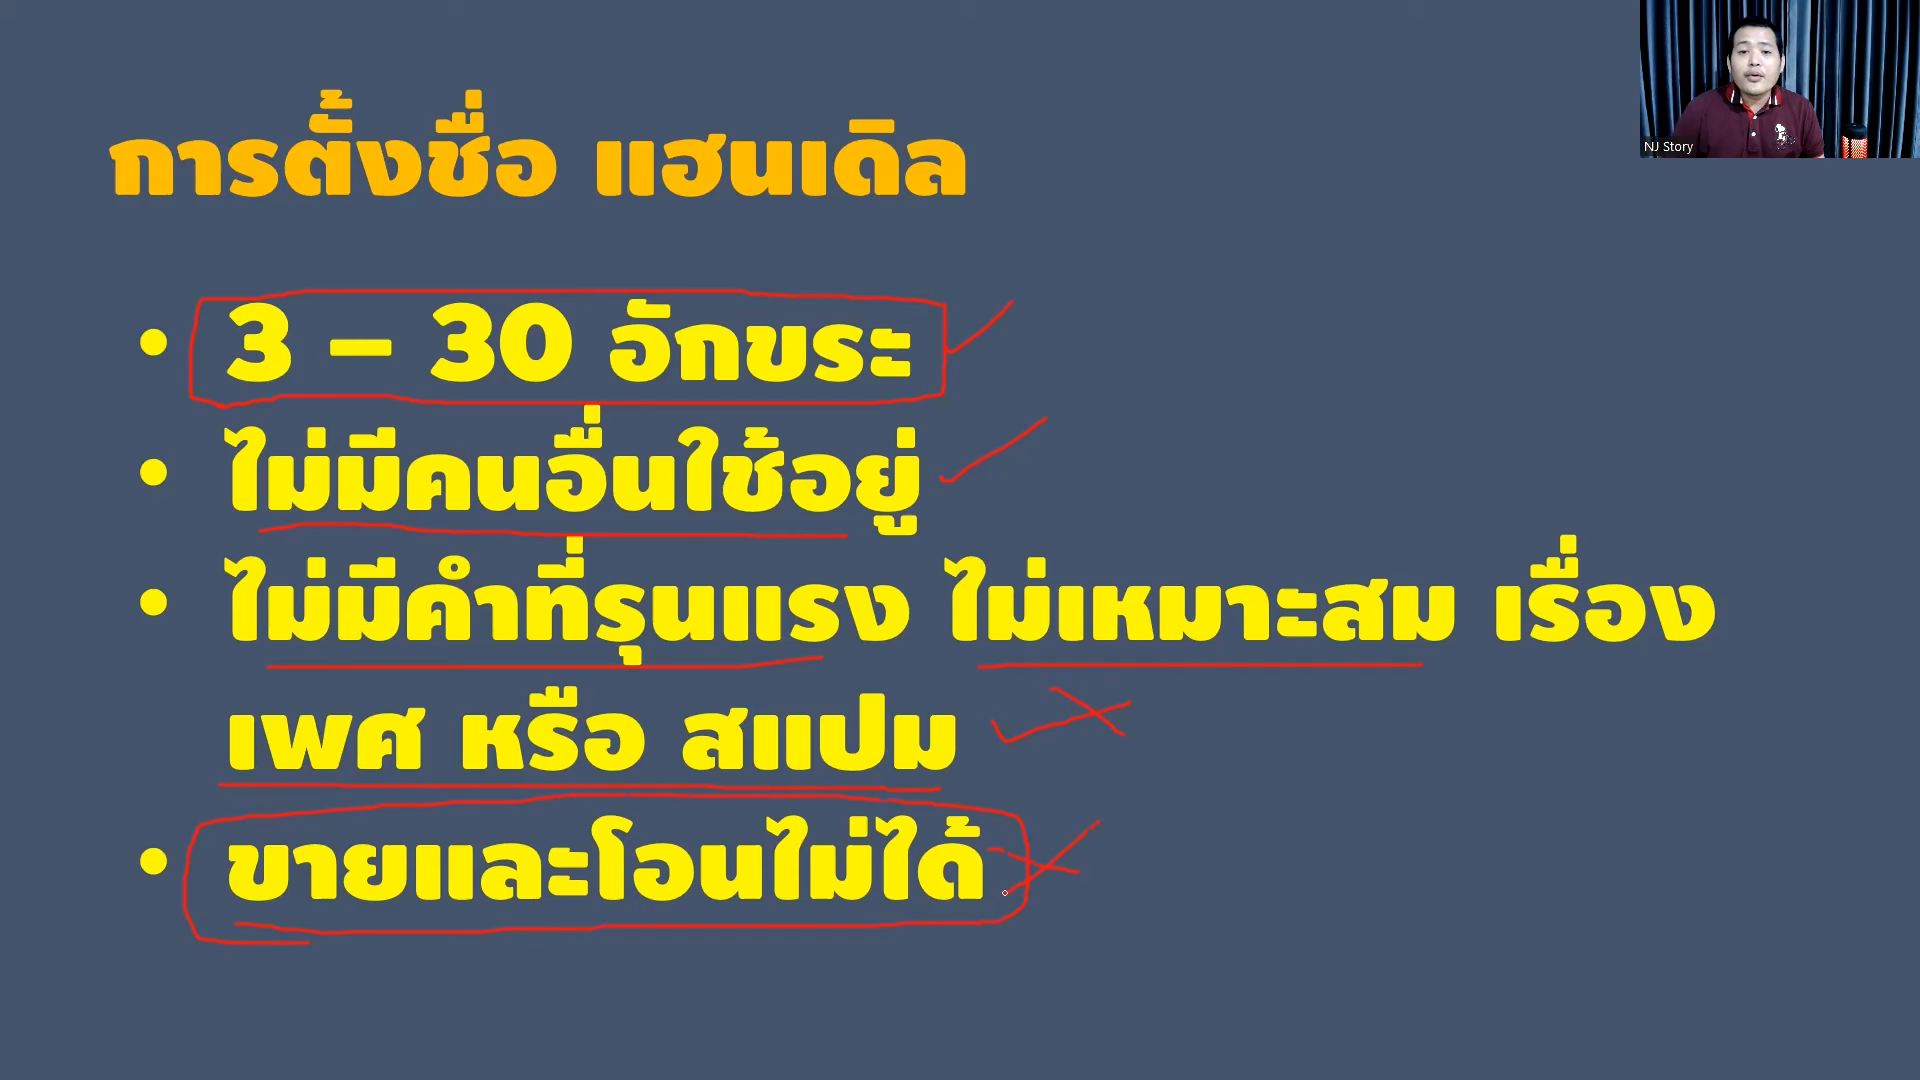 การตั้งชื่อ แฮนเดิล
• 3 – 30 อักขระ
• ไม่มีคนอื่นใช้อยู่
• ไม่มีคำที่รุนแรง ไม่เหมาะสม เรื่อง
เพศ หรือ สแปม
• ขายและโอนไม่ได้
NJ Story